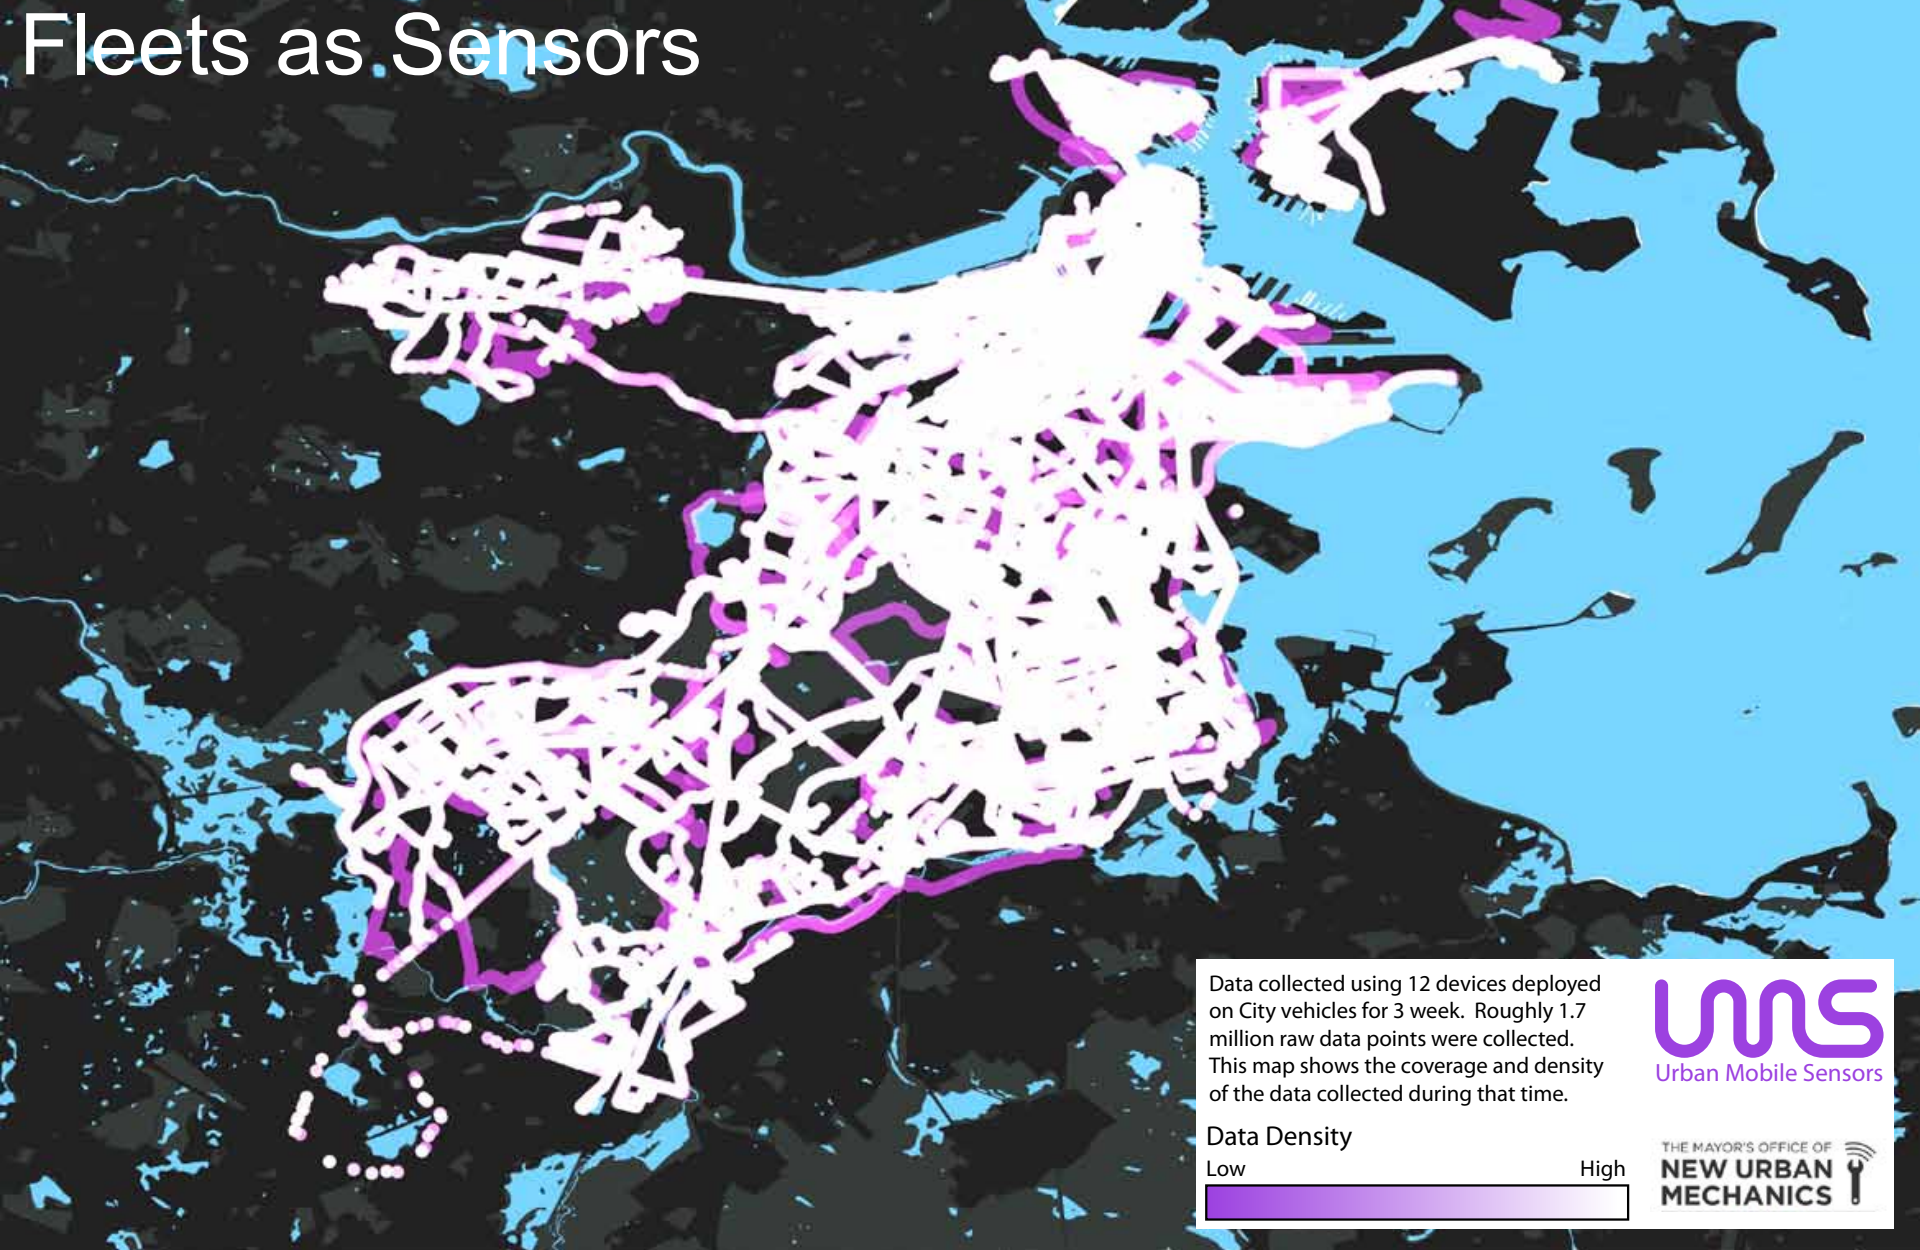 Fleets as Sensors
Data collected using 12 devices deployed
on City vehicles for 3 week. Roughly 1.7
million raw data points were collected.
This map shows the coverage and density
of the data collected during that time.
Data Density
Low High
UMS
Urban Mobile Sensors
THE MAYOR'S OFFICE OF
NEW URBAN
MECHANICS